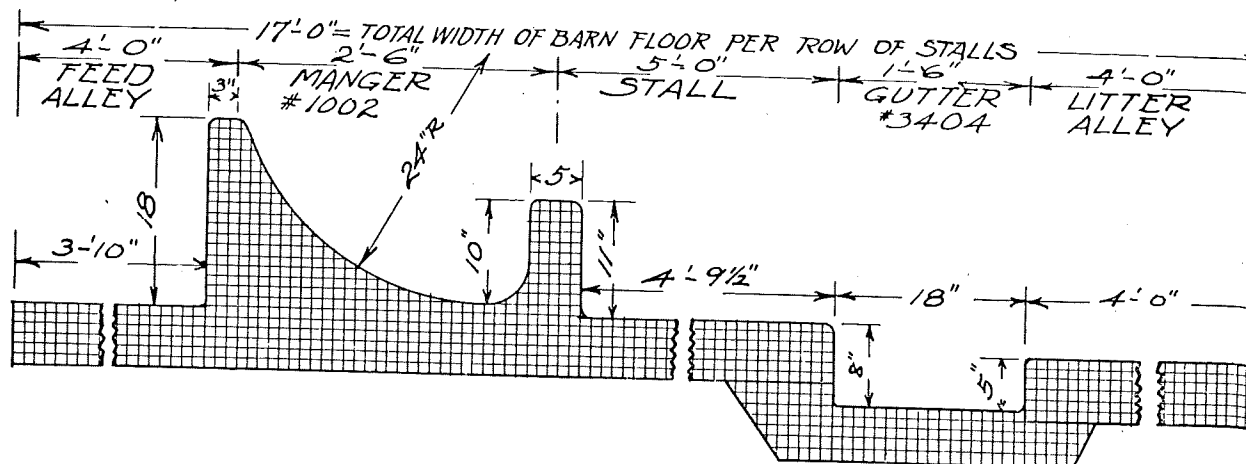 17'-0" = TOTAL WIDTH OF BARN FLOOR PER ROW OF STALLS
4'-0"
FEED
ALLEY
3"
2'-6"
MANGER
#1002
5'-0"
STALL
1'-6"
GUTTER
#3404
4'-0"
LITTER
ALLEY
24"R
18
5
10"
11"
3'-10"
4'-9½"
18"
4'-0"
8"
5"